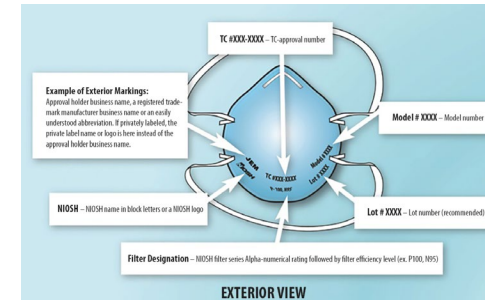 TC #XXX-XXXX – TC-approval number
Example of Exterior Markings:
Approval holder business name, a registered trade-
mark manufacturer business name or an easily
understood abbreviation. If privately labeled, the
private label name or logo is here instead of the
approval holder business name.
Model # XXXX – Model number
JEM
NIOSH
TC #XXX-XXXX
P-100, N97
Model # XXX
Lot # XXXX
NIOSH – NIOSH name in block letters or a NIOSH logo
Lot # XXXX – Lot number (recommended)
Filter Designation – NIOSH filter series Alpha-numerical rating followed by filter efficiency level (ex. P100, N95)
EXTERIOR VIEW